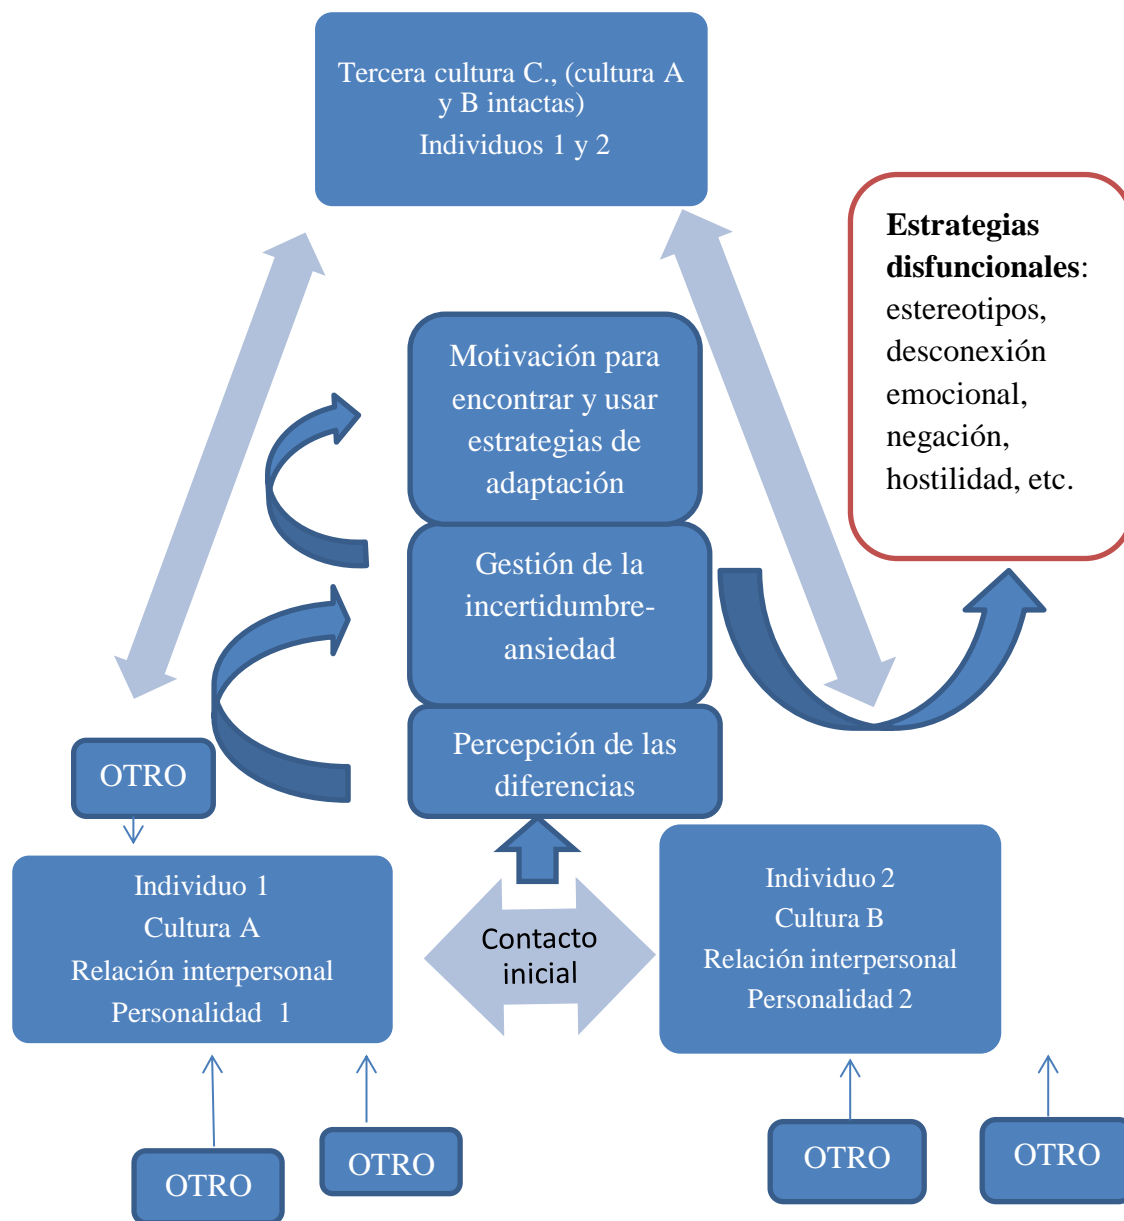 Tercera cultura C., (cultura A
y B intactas)
Individuos 1 y 2
Estrategias
disfuncionales:
estereotipos,
desconexión
emocional,
negación,
hostilidad, etc.
Motivación para
encontrar y usar
estrategias de
adaptación
Gestión de la
incertidumbre-
ansiedad
Percepción de las
diferencias
OTRO
Individuo 1
Cultura A
Relación interpersonal
Personalidad 1
Contacto
inicial
Individuo 2
Cultura B
Relación interpersonal
Personalidad 2
OTRO
OTRO
OTRO
OTRO